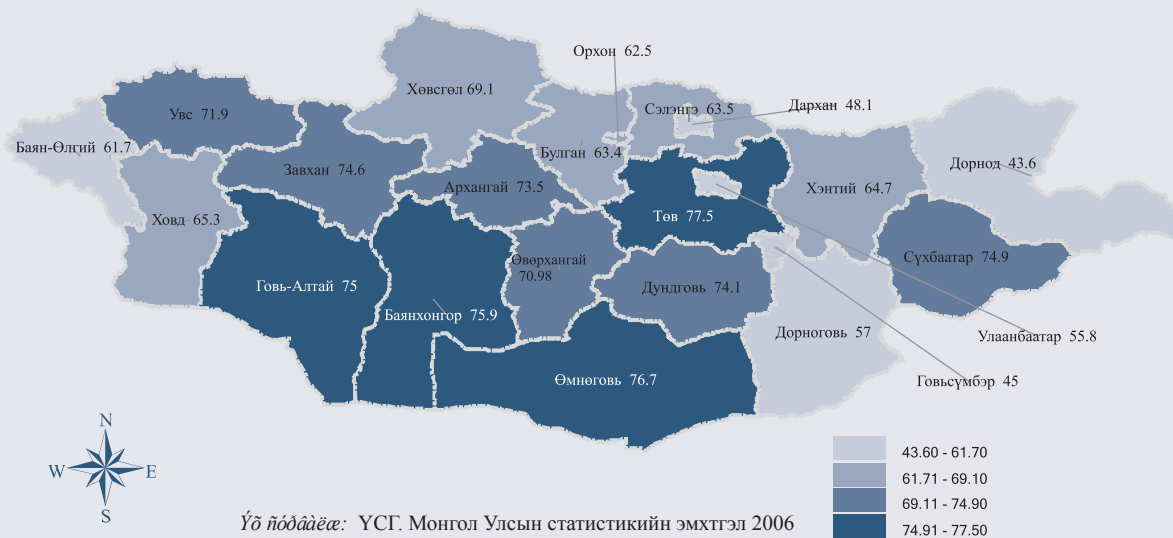 Орхон 62.5
Хөвсгөл 69.1
Сэлэнгэ 63.5
Дархан 48.1
Увс 71.9
Баян-Өлгий 61.7
Булган 63.4
Дорнод 43.6
Завхан 74.6
Архангай 73.5
Хэнтий 64.7
Ховд 65.3
Төв 77.5
Өвөрхангай
70.98
Сүхбаатар 74.9
Говь-Алтай 75
Дундговь 74.1
Баянхонгор 75.9
Дорноговь 57
Улаанбаатар 55.8
Өмнөговь 76.7
Говьсүмбэр 45
N
W E
S
43.60 - 61.70
61.71 - 69.10
69.11 - 74.90
74.91 - 77.50
Ýõ ñóðâàëæ: ҮСГ. Монгол Улсын статистикийн эмхтгэл 2006